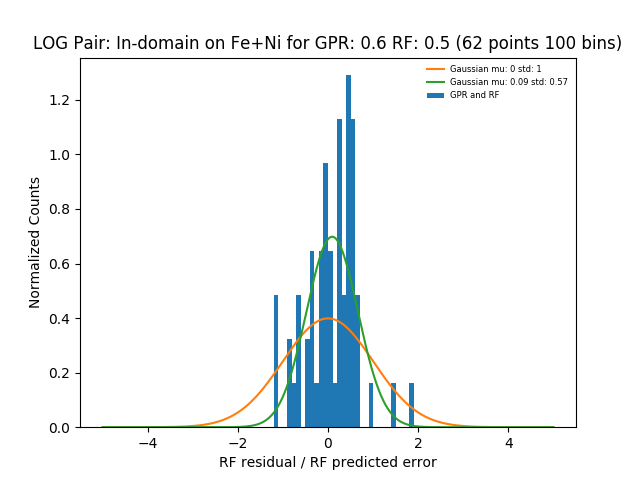 LOG Pair: In-domain on Fe+Ni for GPR: 0.6 RF: 0.5 (62 points 100 bins)
Gaussian mu: 0 std: 1
Gaussian mu: 0.09 std: 0.57
GPR and RF
Normalized Counts
1.2
1.0
0.8
0.6
0.4
0.2
0.0
−4
−2
0
2
4
RF residual / RF predicted error